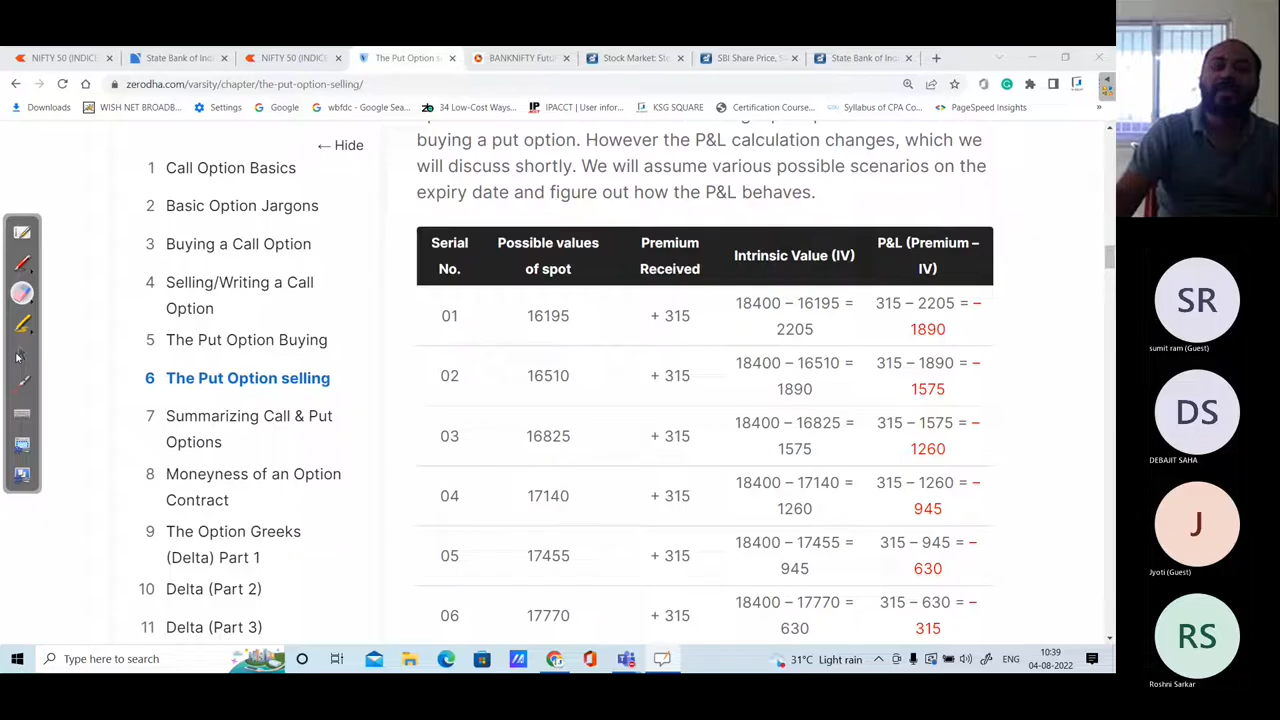 NIFTY 50 (INDICE
State Bank of Ind
NIFTY 50 (INDICE
The Put Option se
BANKNIFTY Futu
Stock Market: Sto
SBI Share Price, S
State Bank of Ind
zerodha.com/varsity/chapter/the-put-option-selling/
Downloads
WISH NET BROADB...
Settings
Google
wbfdc - Google Sea...
34 Low-Cost Ways...
IPACCT | User infor...
KSG SQUARE
Certification Course...
Syllabus of CPA Co...
PageSpeed Insights
»
← Hide
1 Call Option Basics
2 Basic Option Jargons
3 Buying a Call Option
4 Selling/Writing a Call
Option
5 The Put Option Buying
6 The Put Option selling
7 Summarizing Call & Put
Options
8 Moneyness of an Option
Contract
9 The Option Greeks
(Delta) Part 1
10 Delta (Part 2)
11 Delta (Part 3)
buying a put option. However the P&L calculation changes, which we
will discuss shortly. We will assume various possible scenarios on the
expiry date and figure out how the P&L behaves.
Serial No. Possible values of spot Premium Received Intrinsic Value (IV) P&L (Premium – IV)
01 16195 + 315 18400 – 16195 = 2205 315 – 2205 = – 1890
02 16510 + 315 18400 – 16510 = 1890 315 – 1890 = – 1575
03 16825 + 315 18400 – 16825 = 1575 315 – 1575 = – 1260
04 17140 + 315 18400 – 17140 = 1260 315 – 1260 = – 945
05 17455 + 315 18400 – 17455 = 945 315 – 945 = – 630
06 17770 + 315 18400 – 17770 = 630 315 – 630 = – 315
SR
sumit ram (Guest)
DS
DEBAJIT SAHA
J
Jyoti (Guest)
RS
Roshni Sarkar
Type here to search
31°C Light rain
ENG
10:39
04-08-2022